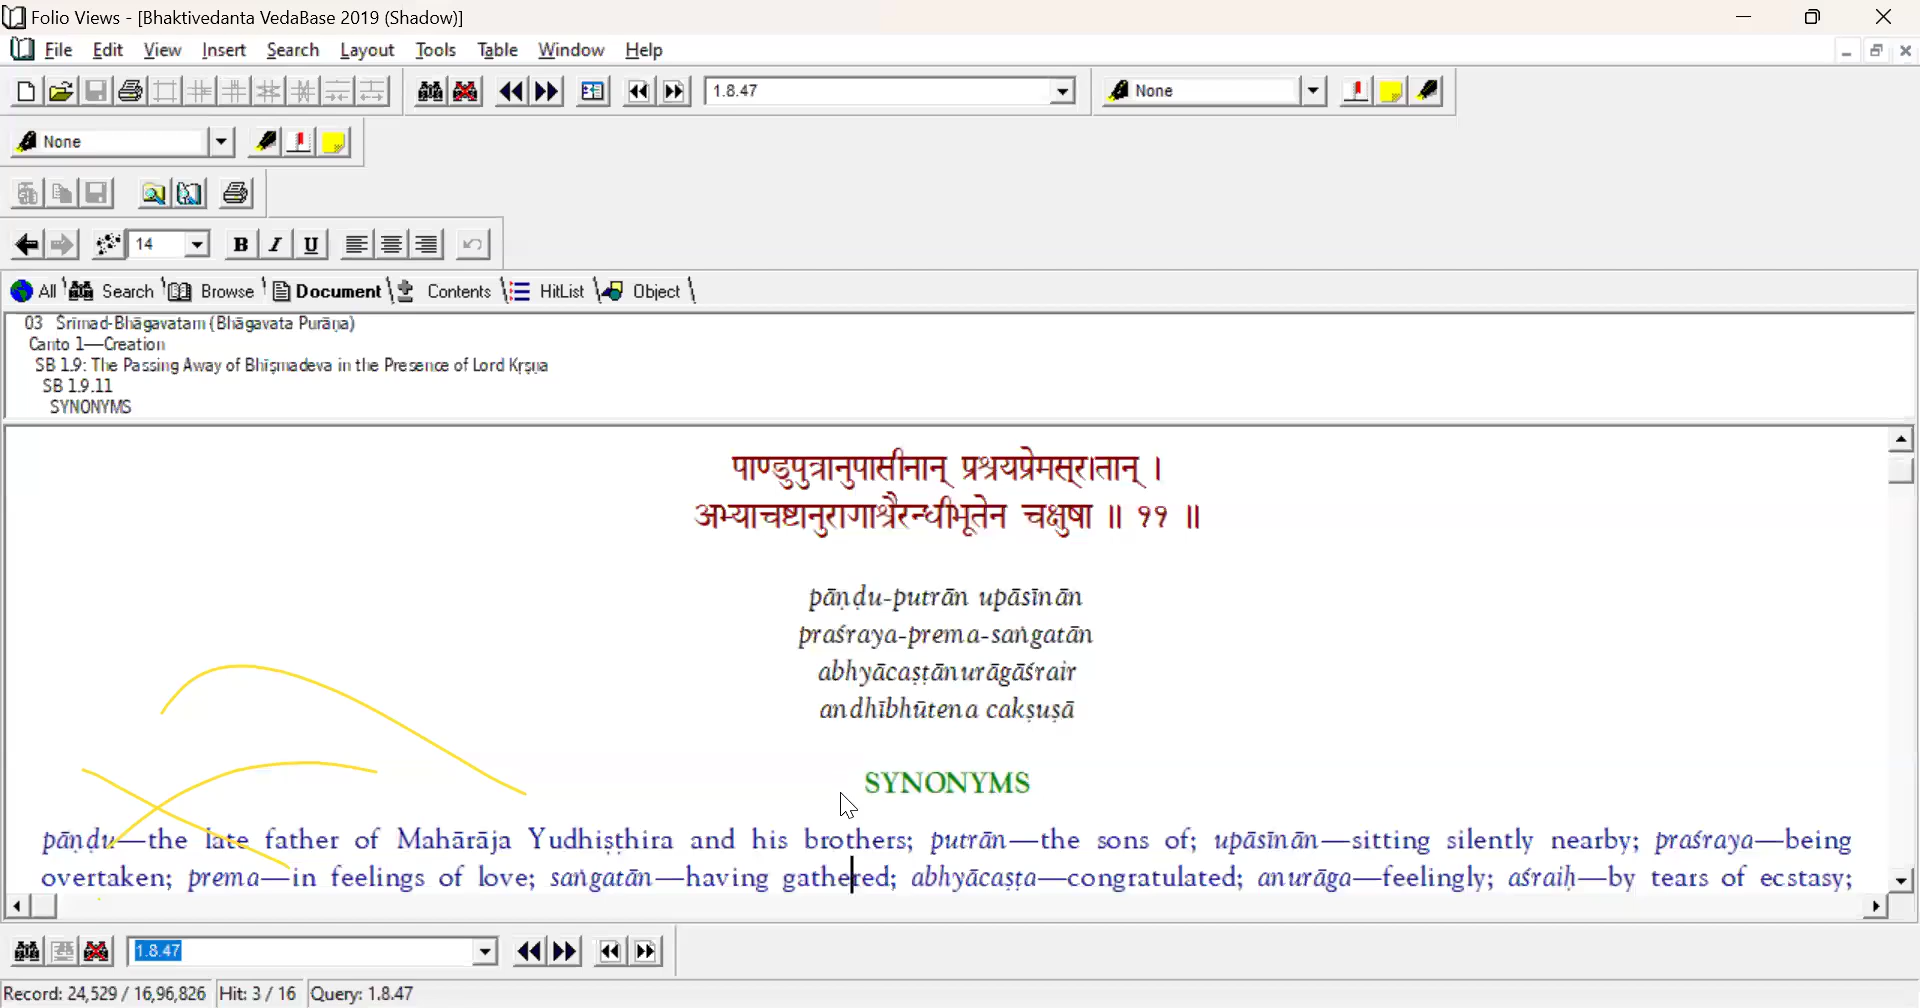 Folio Views - [Bhaktivedanta VedaBase 2019 (Shadow)]
File Edit View Insert Search Layout Tools Table Window Help
1.8.47 None
None
14 B I U
All Search Browse Document Contents HitList Object
03 Śrīmad-Bhāgavatam (Bhāgavata Purāṇa)
Canto 1—Creation
SB 1.9: The Passing Away of Bhīṣmadeva in the Presence of Lord Kṛṣṇa
SB 1.9.11
SYNONYMS
पाण्डुपुत्रानुपासीनान् प्रश्रयप्रेमस्र।तान् ।
अभ्याचष्टानुरागाश्रैरन्धीभूतेन चक्षुषा ॥ ११ ॥
pāṇḍu-putrān upāsīnān
praśraya-prema-saṅgatān
abhyācaṣṭānurāgāśrair
andhībhūtena cakṣuṣā
SYNONYMS
pāṇḍu—the late father of Mahārāja Yudhiṣṭhira and his brothers; putrān—the sons of; upāsīnān—sitting silently nearby; praśraya—being
overtaken; prema—in feelings of love; saṅgatān—having gathered; abhyācaṣṭa—congratulated; anurāga—feelingly; aśraiḥ—by tears of ecstasy;
1.8.47
Record: 24,529 / 16,96,826 Hit: 3 / 16 Query: 1.8.47